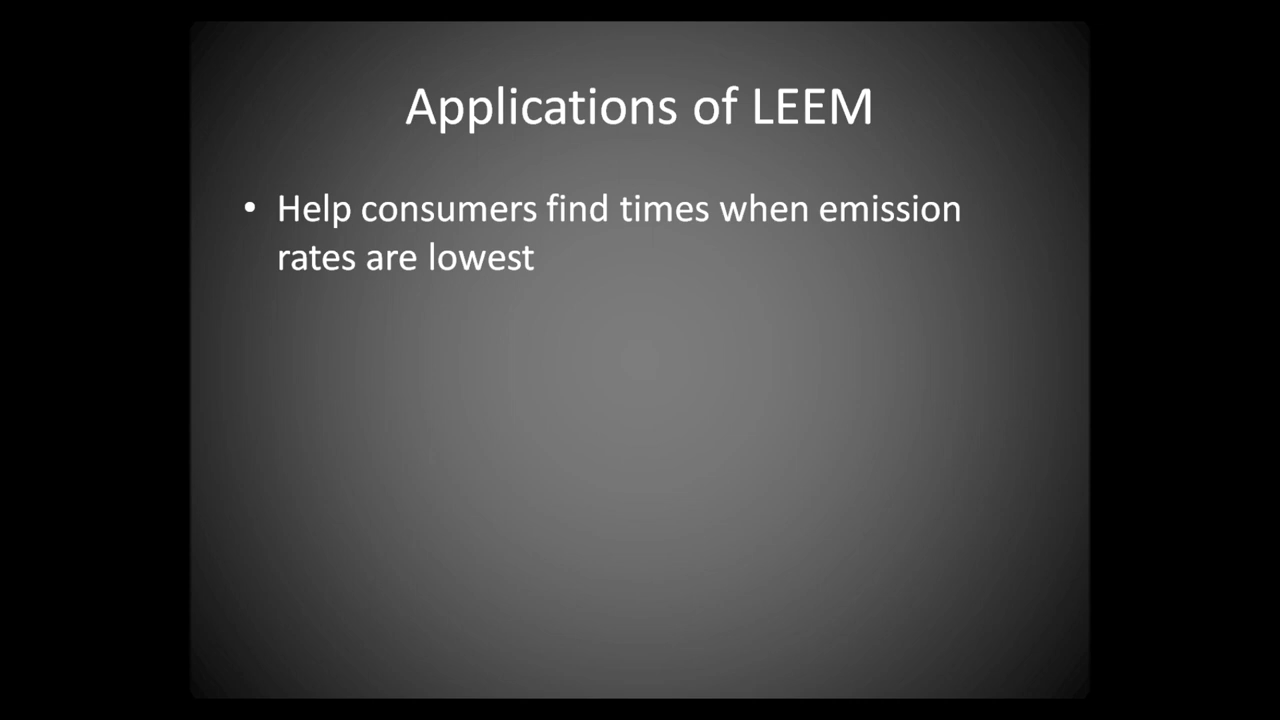 Applications of LEEM
• Help consumers find times when emission
rates are lowest